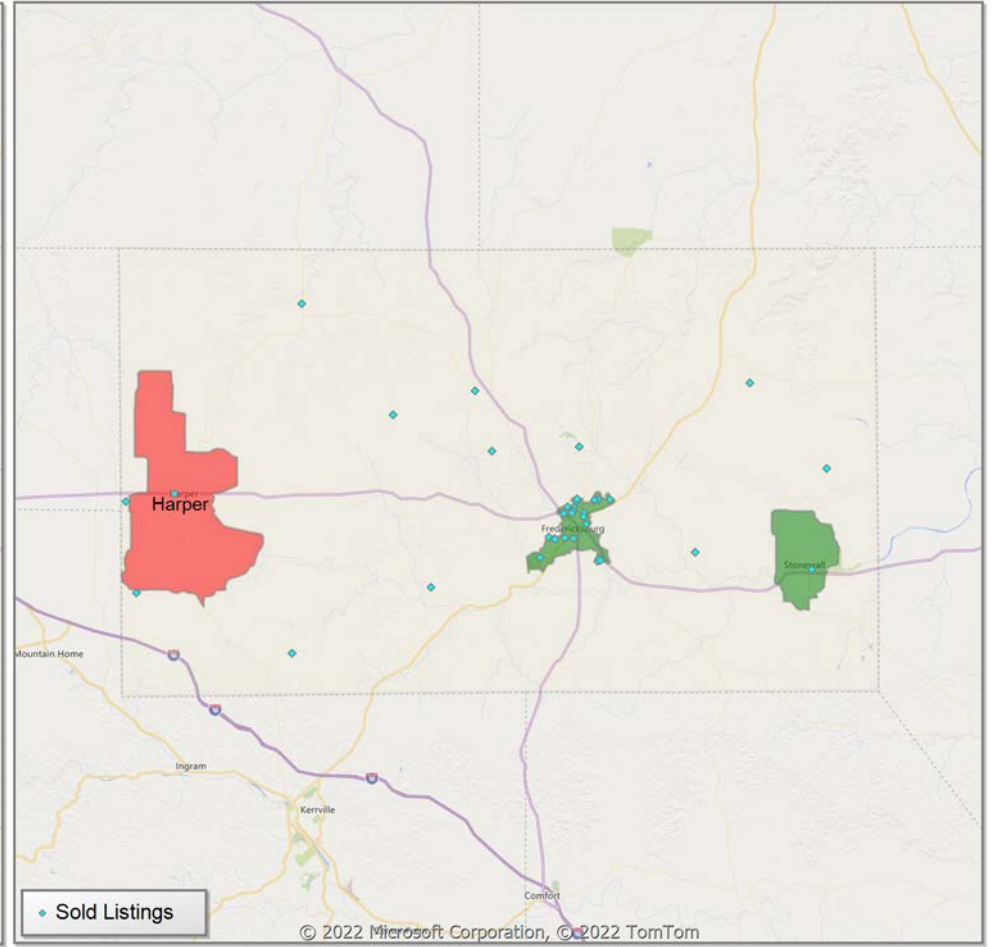 Harper
Fredericksburg
Stonewall
Mountain Home
Ingram
Kerrville
Comfort
Sold Listings
© 2022 Microsoft Corporation, © 2022 TomTom